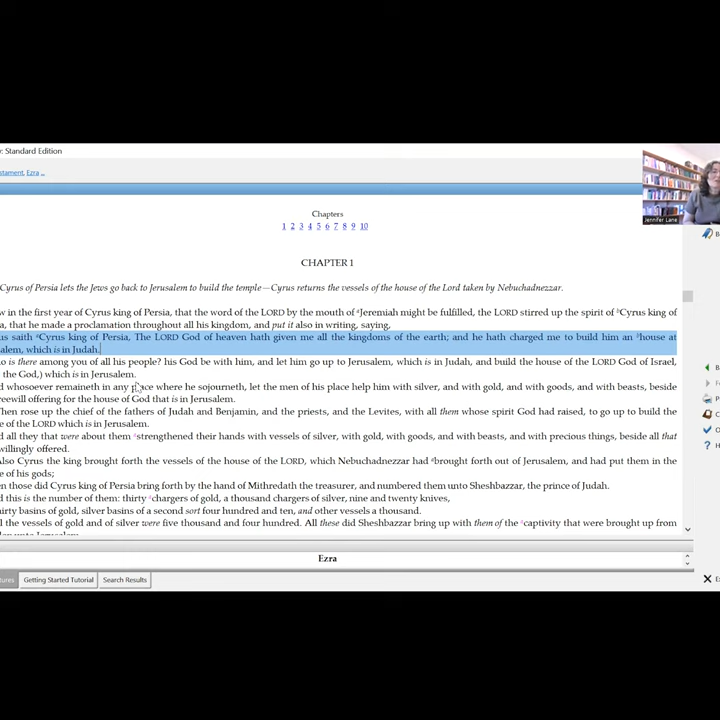 y: Standard Edition
stament, Ezra ...
Jennifer Lane
Chapters
1 2 3 4 5 6 7 8 9 10
CHAPTER 1
Cyrus of Persia lets the Jews go back to Jerusalem to build the temple—Cyrus returns the vessels of the house of the Lord taken by Nebuchadnezzar.
w in the first year of Cyrus king of Persia, that the word of the LORD by the mouth of aJeremiah might be fulfilled, the LORD stirred up the spirit of bCyrus king of
a, that he made a proclamation throughout all his kingdom, and put it also in writing, saying,
us saith aCyrus king of Persia, The LORD God of heaven hath given me all the kingdoms of the earth; and he hath charged me to build him an bhouse at
alem, which is in Judah.
o is there among you of all his people? his God be with him, and let him go up to Jerusalem, which is in Judah, and build the house of the LORD God of Israel,
the God,) which is in Jerusalem.
d whosoever remaineth in any place where he sojourneth, let the men of his place help him with silver, and with gold, and with goods, and with beasts, beside
reewill offering for the house of God that is in Jerusalem.
hen rose up the chief of the fathers of Judah and Benjamin, and the priests, and the Levites, with all them whose spirit God had raised, to go up to build the
e of the LORD which is in Jerusalem.
d all they that were about them astrengthened their hands with vessels of silver, with gold, with goods, and with beasts, and with precious things, beside all that
willingly offered.
Also Cyrus the king brought forth the vessels of the house of the LORD, which Nebuchadnezzar had abrought forth out of Jerusalem, and had put them in the
e of his gods;
en those did Cyrus king of Persia bring forth by the hand of Mithredath the treasurer, and numbered them unto Sheshbazzar, the prince of Judah.
d this is the number of them: thirty achargers of gold, a thousand chargers of silver, nine and twenty knives,
hirty basins of gold, silver basins of a second sort four hundred and ten, and other vessels a thousand.
l the vessels of gold and of silver were five thousand and four hundred. All these did Sheshbazzar bring up with them of the acaptivity that were brought up from
Ezra
tures
Getting Started Tutorial
Search Results
B
B
F
P
C
O
H
E